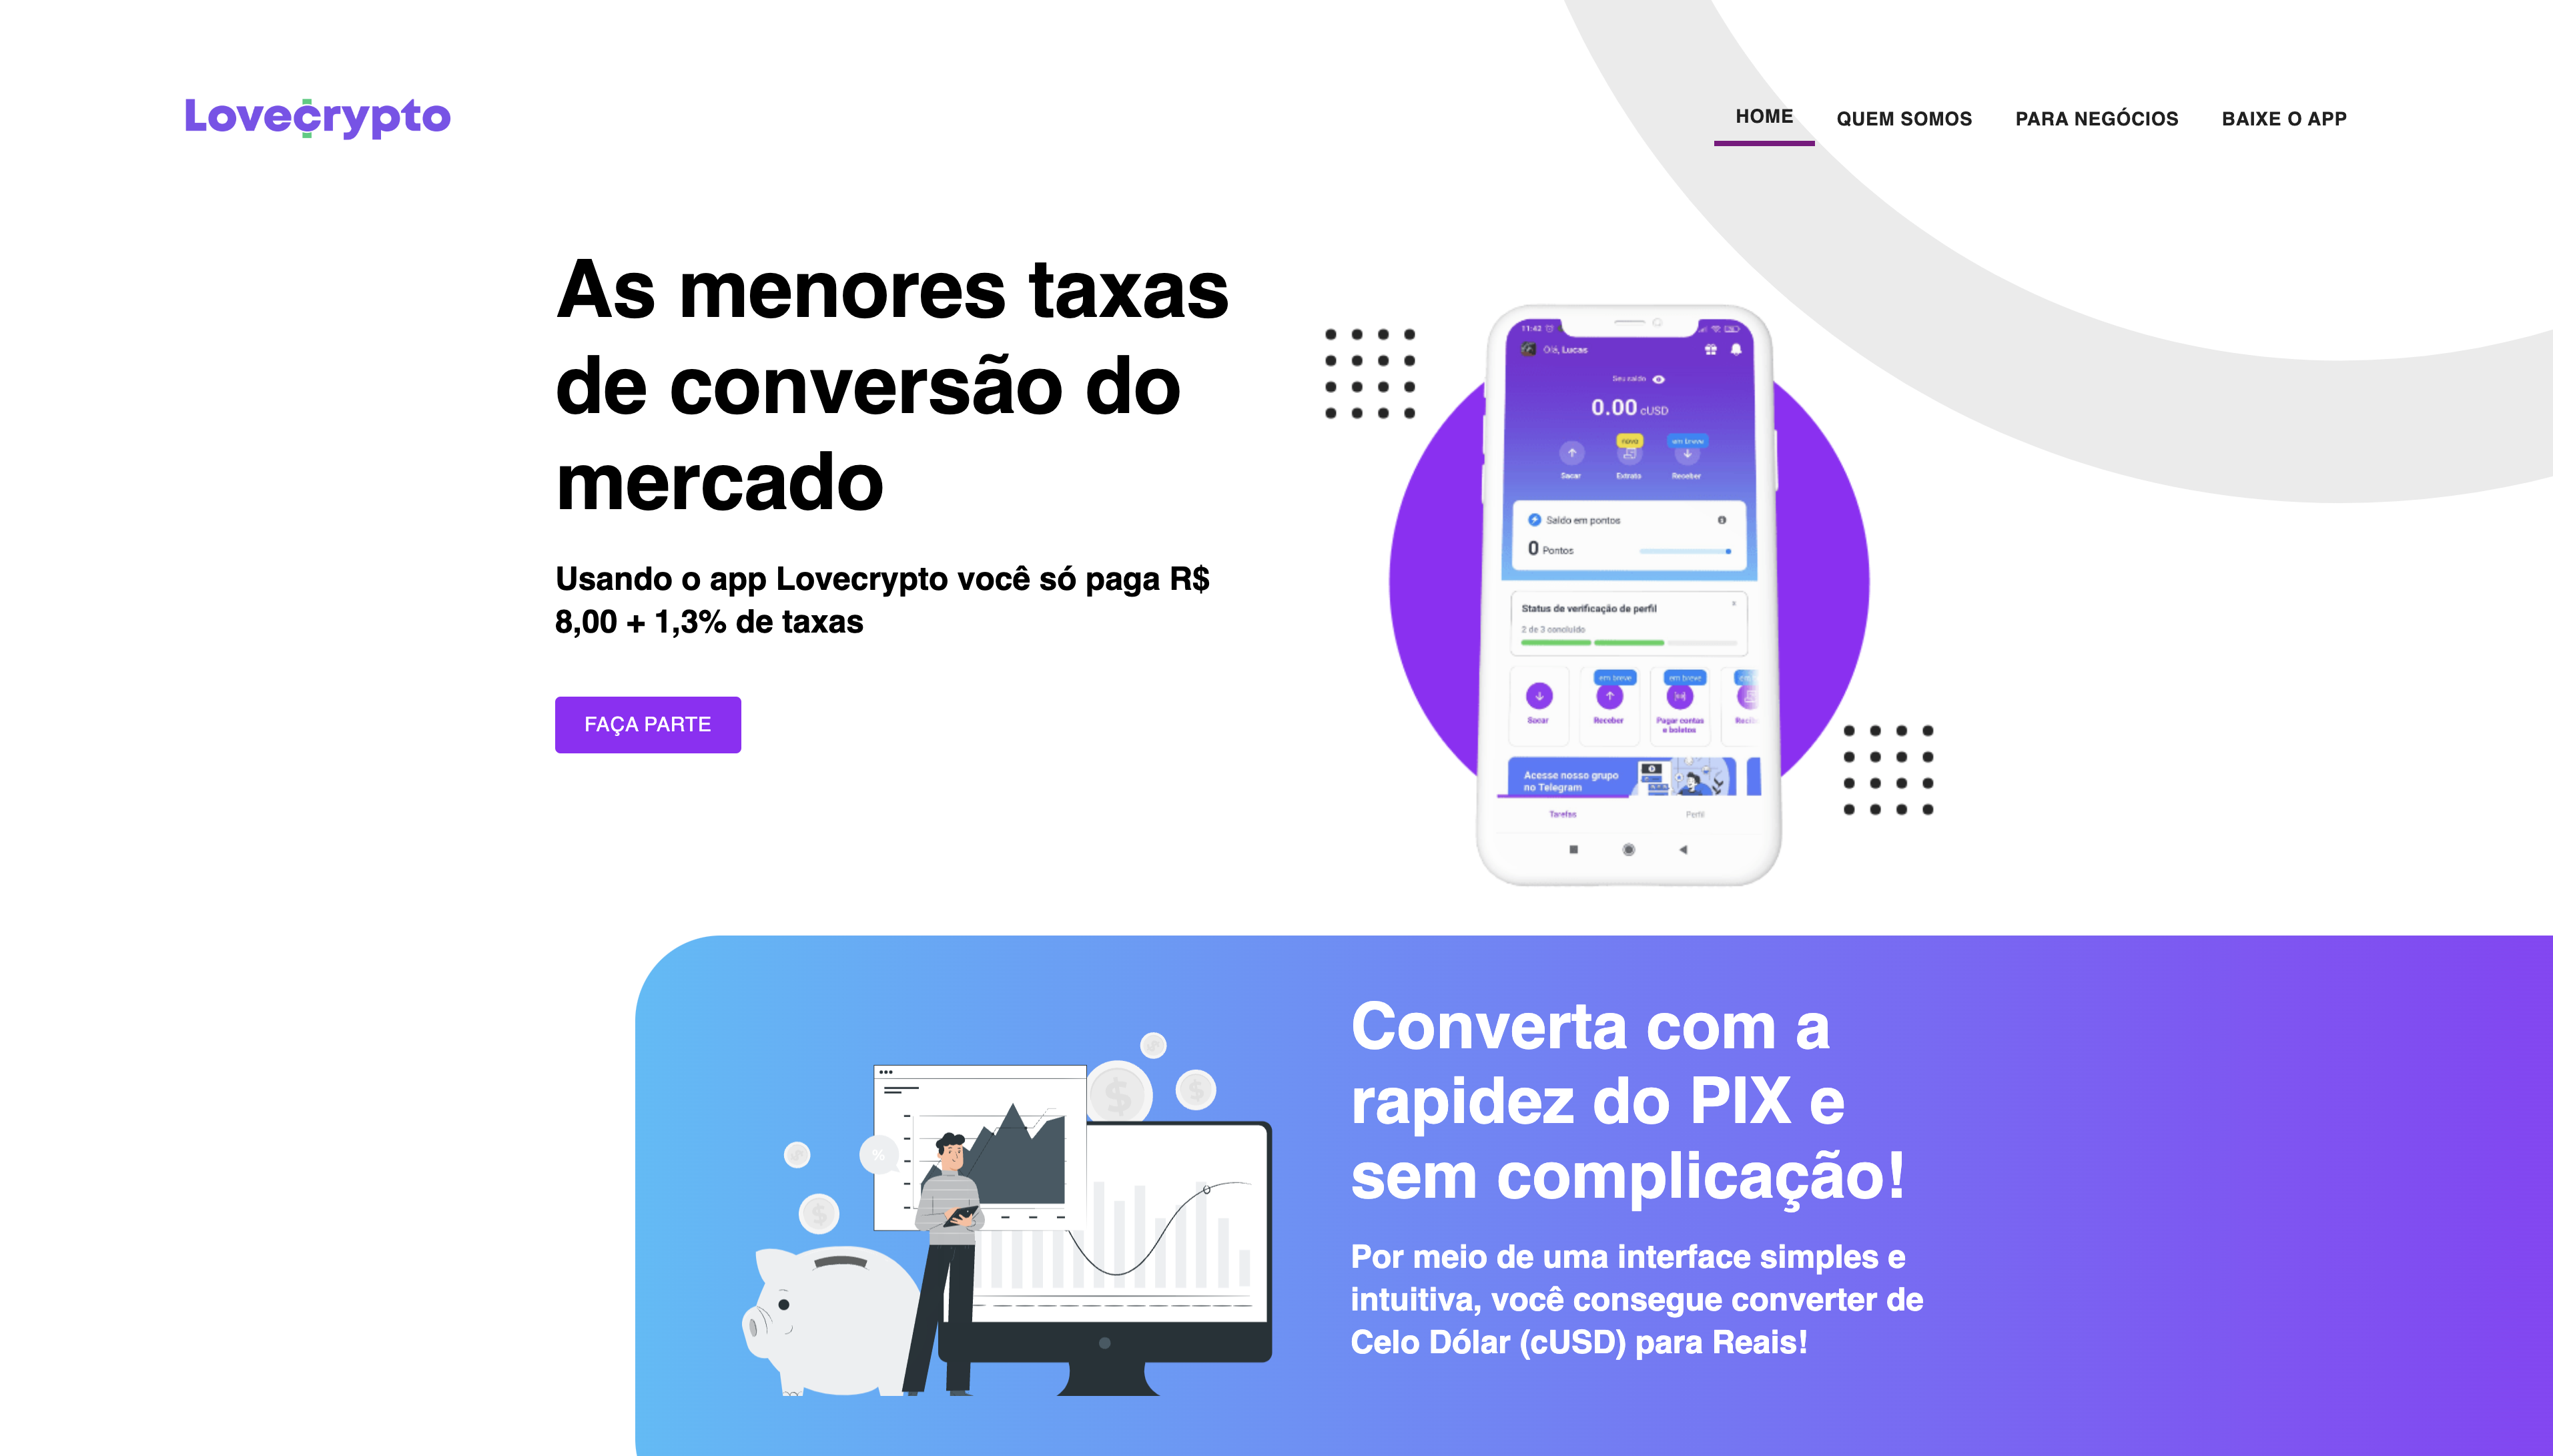 Lovecrypto
HOME QUEM SOMOS PARA NEGÓCIOS BAIXE O APP
As menores taxas
de conversão do
mercado
Usando o app Lovecrypto você só paga R$
8,00 + 1,3% de taxas
FAÇA PARTE
11:42
Olá, Lucas
Seu saldo
0.00 cUSD
novo em breve
Sacar Extrato Receber
Saldo em pontos
0 Pontos
Status de verificação de perfil
2 de 3 concluído
em breve em breve
Sacar Receber Pagar contas
e boletos
Acesse nosso grupo
no Telegram
Tarefas Perfil
Converta com a
rapidez do PIX e
sem complicação!
Por meio de uma interface simples e
intuitiva, você consegue converter de
Celo Dólar (cUSD) para Reais!
$
$
$
%